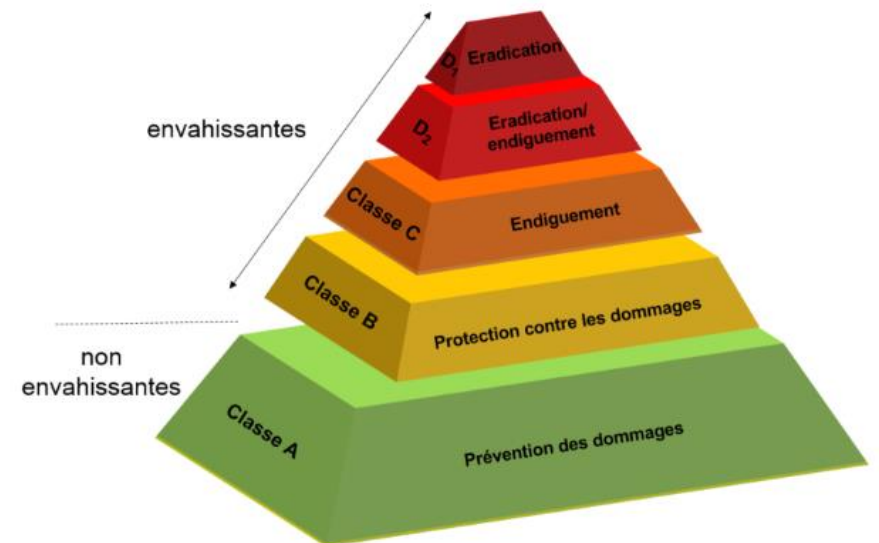 D1 Eradication
envahissantes
D2 Eradication/
endiguement
Classe C Endiguement
Classe B Protection contre les dommages
non
envahissantes
Classe A Prévention des dommages